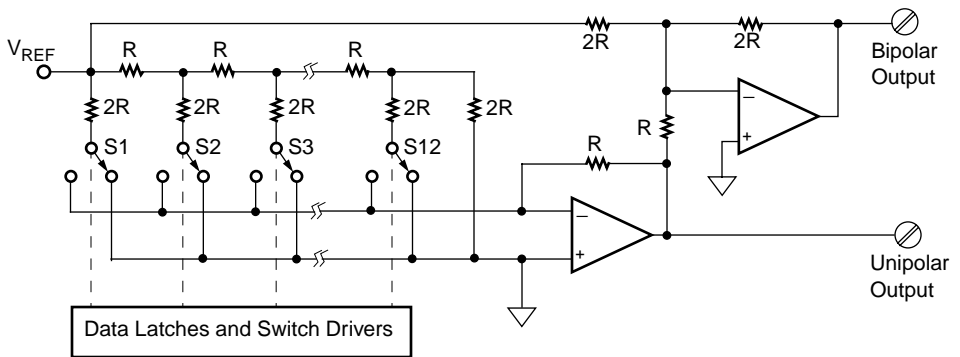 2R
2R
Bipolar
Output
V_REF
R
R
R
2R
2R
2R
2R
2R
S1
S2
S3
S12
R
R
−
+
−
+
Unipolar
Output
Data Latches and Switch Drivers